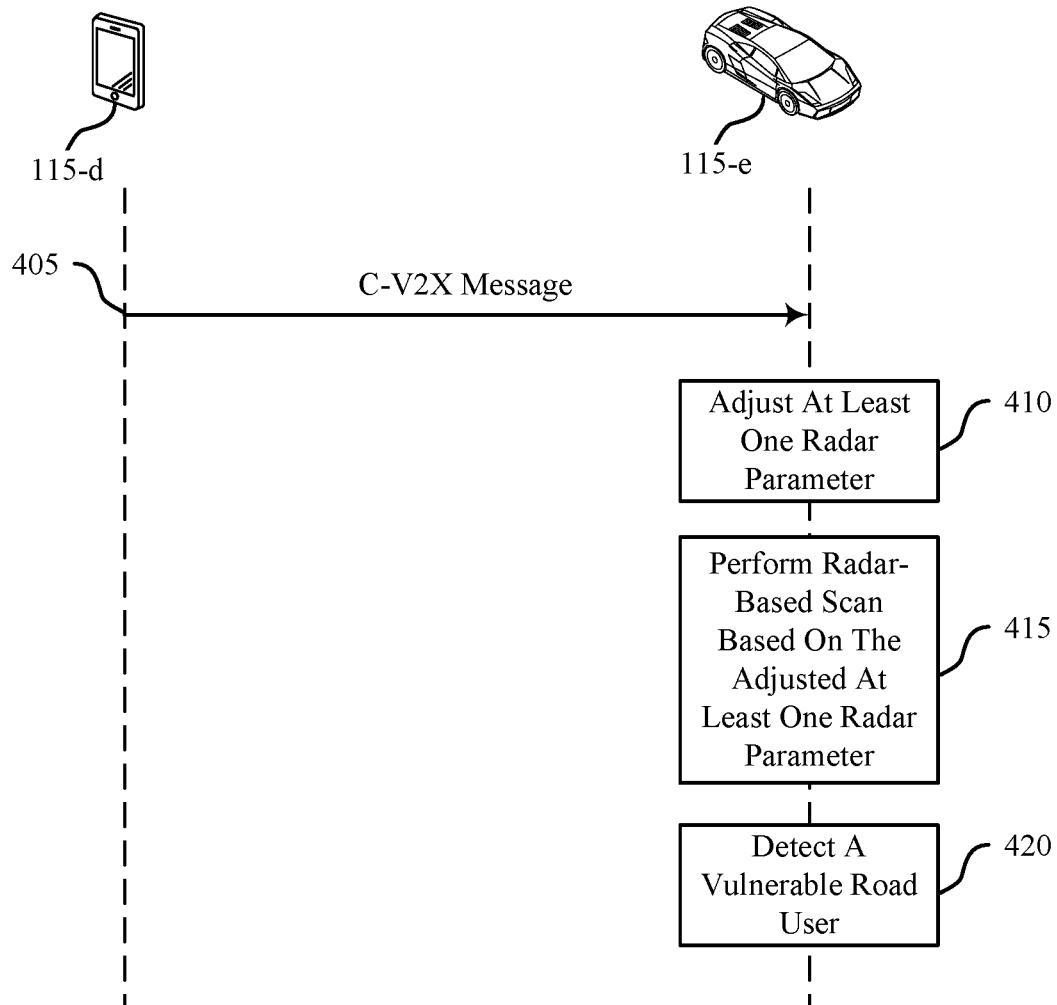 115-d
115-e
405
C-V2X Message
Adjust At Least
One Radar
Parameter
410
Perform Radar-
Based Scan
Based On The
Adjusted At
Least One Radar
Parameter
415
Detect A
Vulnerable Road
User
420